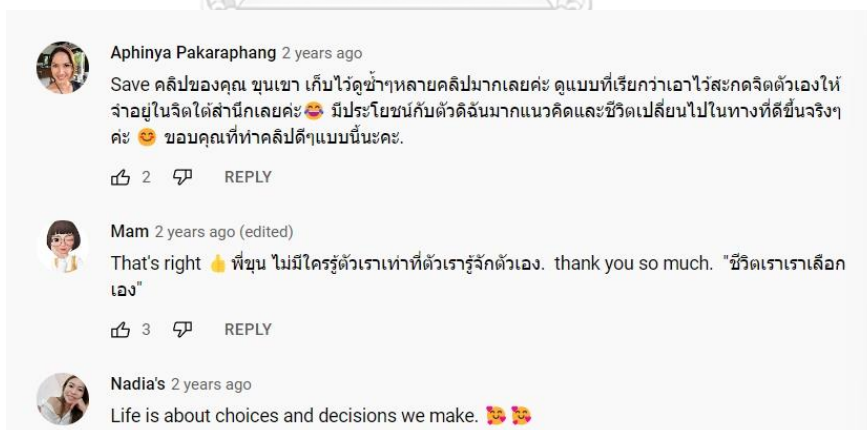 Aphinya Pakaraphang 2 years ago
Save คลิปของคุณ ขุนเขา เก็บไว้ดูซ้ำๆหลายคลิปมากเลยค่ะ ดูแบบที่เรียกว่าเอาไว้สะกดจิตตัวเองให้
จำอยู่ในจิตใต้สำนึกเลยค่ะ😂 มีประโยชน์กับตัวดิฉันมากแนวคิดและชีวิตเปลี่ยนไปในทางที่ดีขึ้นจริงๆ
ค่ะ 😊 ขอบคุณที่ทำคลิปดีๆแบบนี้นะคะ.
2 REPLY
Mam 2 years ago (edited)
That's right 👍 พี่ขุน ไม่มีใครรู้ตัวเราเท่าที่ตัวเรารู้จักตัวเอง. thank you so much. "ชีวิตเราเราเลือก
เอง"
3 REPLY
Nadia's 2 years ago
Life is about choices and decisions we make. 🥰 🥰